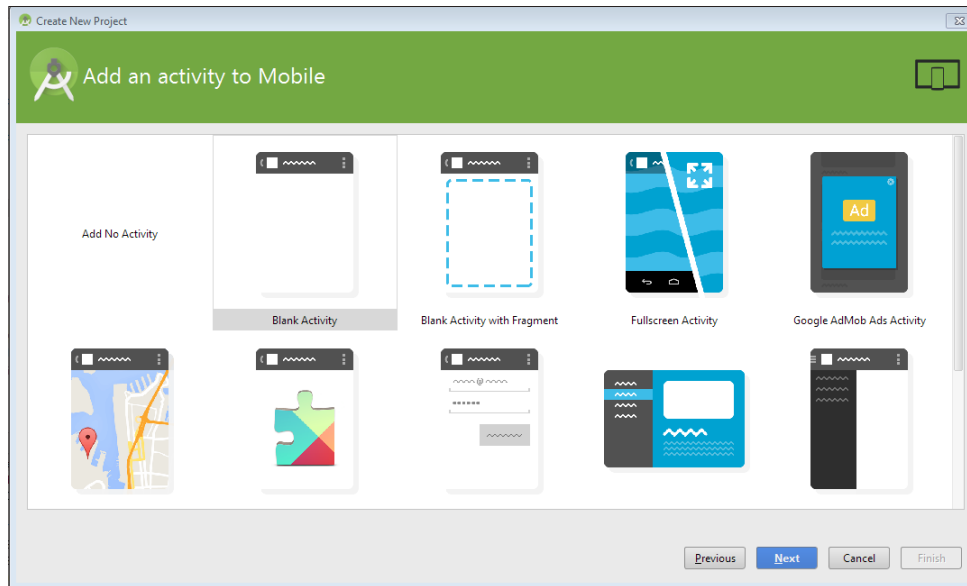 Create New Project
Add an activity to Mobile
Ad
Add No Activity
Blank Activity
Blank Activity with Fragment
Fullscreen Activity
Google AdMob Ads Activity
@
Previous
Next
Cancel
Finish